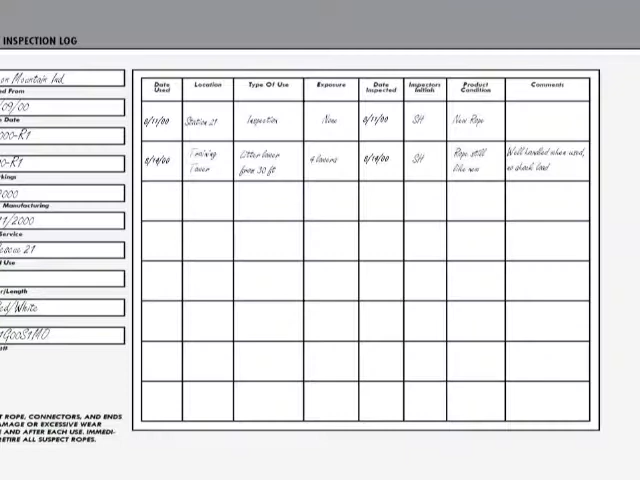 INSPECTION LOG
Mountain Ind.
From
/09/00
Date
000-R1
00-R1
kings
2000
Manufacturing
/2000
Service
21
Use
/Length
/White
ROPE, CONNECTORS, AND ENDS
DAMAGE OR EXCESSIVE WEAR
AND AFTER EACH USE. IMMEDI-
RETIRE ALL SUSPECT ROPES.
Date Used Location Type Of Use Exposure Date Inspected Inspectors Initials Product Condition Comments
8/11/00 Station 21 Inspection None 8/11/00 SH New Rope
8/14/00 Training Tower Litter lower from 30 ft 4 lowers 8/14/00 SH Rope still like new Well handled when used, no shock load